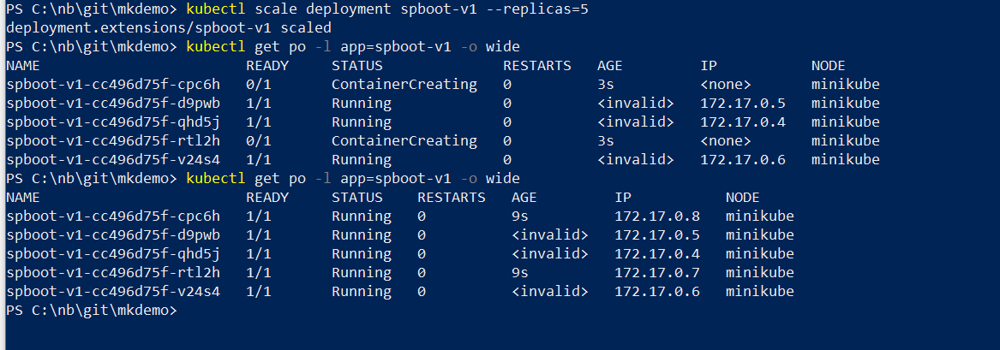 PS C:\nb\git\mkdemo> kubectl scale deployment spboot-v1 --replicas=5
deployment.extensions/spboot-v1 scaled
PS C:\nb\git\mkdemo> kubectl get po -l app=spboot-v1 -o wide
NAME                        READY     STATUS              RESTARTS   AGE         IP           NODE
spboot-v1-cc496d75f-cpc6h   0/1       ContainerCreating   0          3s          <none>       minikube
spboot-v1-cc496d75f-d9pwb   1/1       Running             0          <invalid>   172.17.0.5   minikube
spboot-v1-cc496d75f-qhd5j   1/1       Running             0          <invalid>   172.17.0.4   minikube
spboot-v1-cc496d75f-rtl2h   0/1       ContainerCreating   0          3s          <none>       minikube
spboot-v1-cc496d75f-v24s4   1/1       Running             0          <invalid>   172.17.0.6   minikube
PS C:\nb\git\mkdemo> kubectl get po -l app=spboot-v1 -o wide
NAME                        READY     STATUS    RESTARTS   AGE         IP           NODE
spboot-v1-cc496d75f-cpc6h   1/1       Running   0          9s          172.17.0.8   minikube
spboot-v1-cc496d75f-d9pwb   1/1       Running   0          <invalid>   172.17.0.5   minikube
spboot-v1-cc496d75f-qhd5j   1/1       Running   0          <invalid>   172.17.0.4   minikube
spboot-v1-cc496d75f-rtl2h   1/1       Running   0          9s          172.17.0.7   minikube
spboot-v1-cc496d75f-v24s4   1/1       Running   0          <invalid>   172.17.0.6   minikube
PS C:\nb\git\mkdemo>